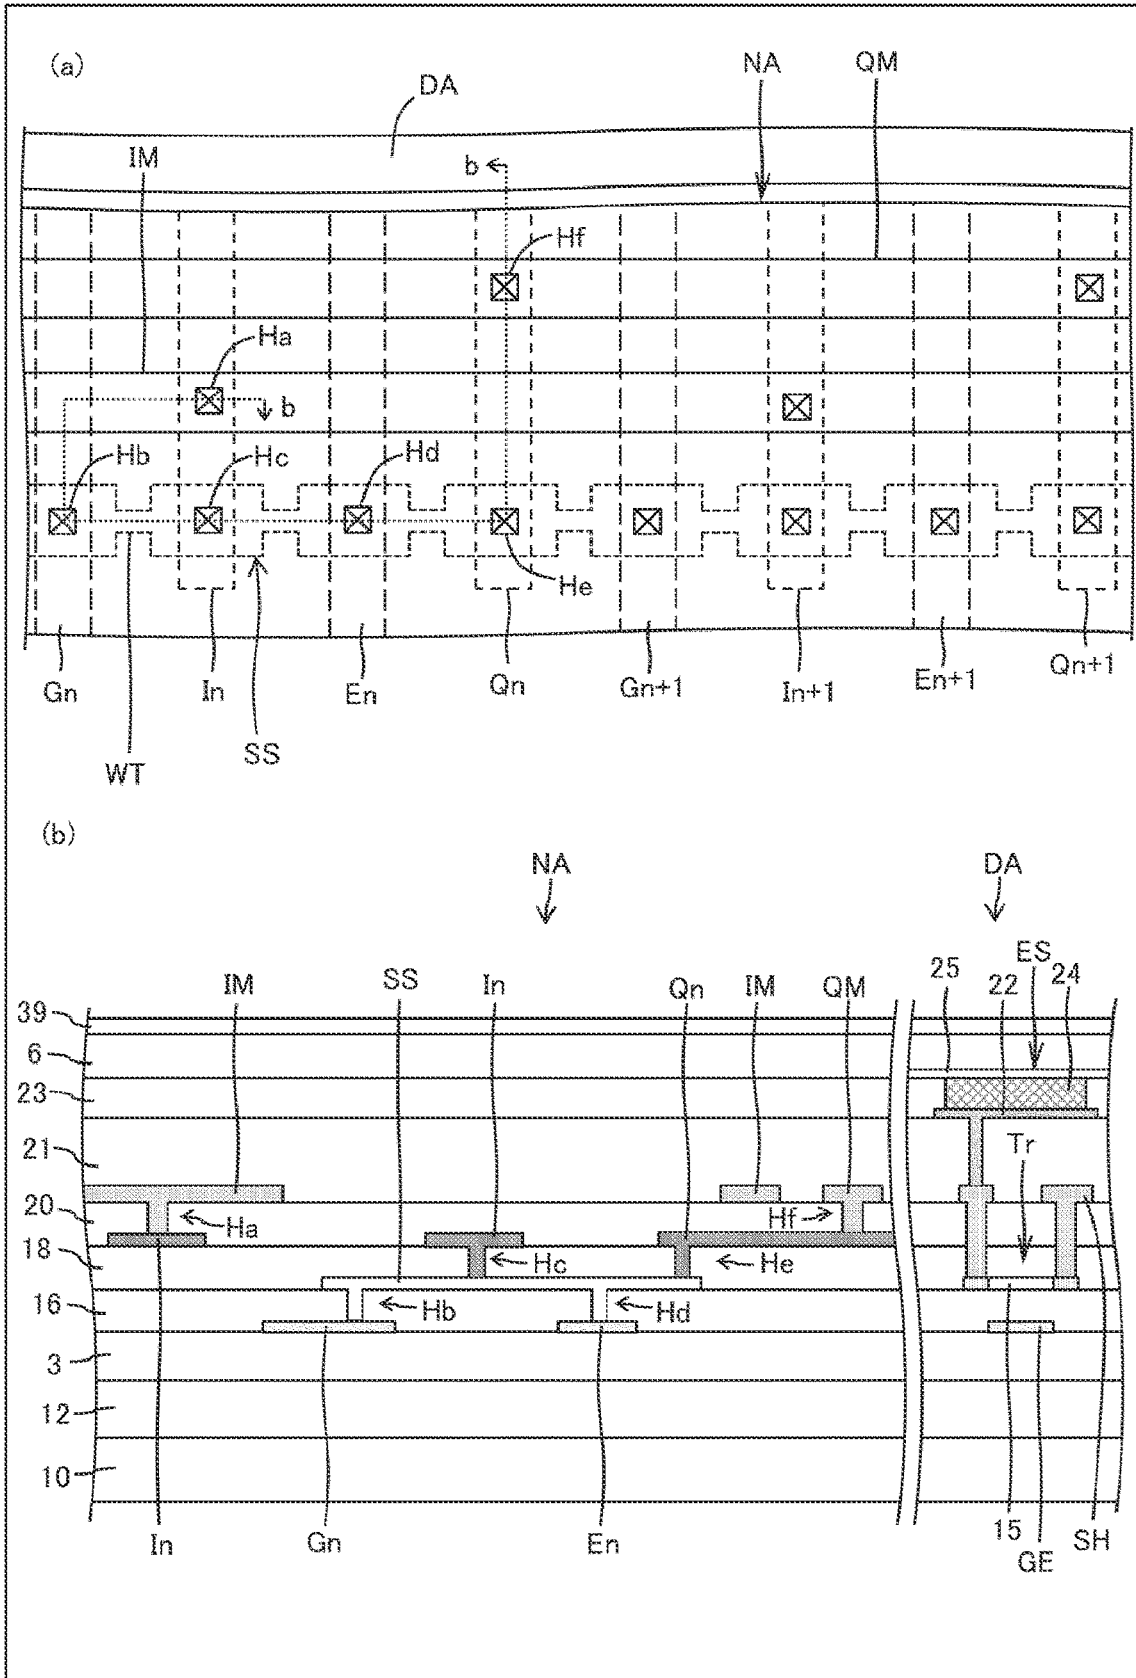 (a)
NA
QM
DA
IM
b
Hf
Ha
b
Hb
Hc
Hd
He
Gn
In
En
Qn
Gn+1
In+1
En+1
Qn+1
WT
SS
(b)
NA
DA
ES
IM
SS
In
Qn
IM
QM
25
22
24
39
6
23
21
Tr
20
Ha
Hf
18
Hc
He
16
Hb
Hd
3
12
10
In
Gn
En
15
GE
SH